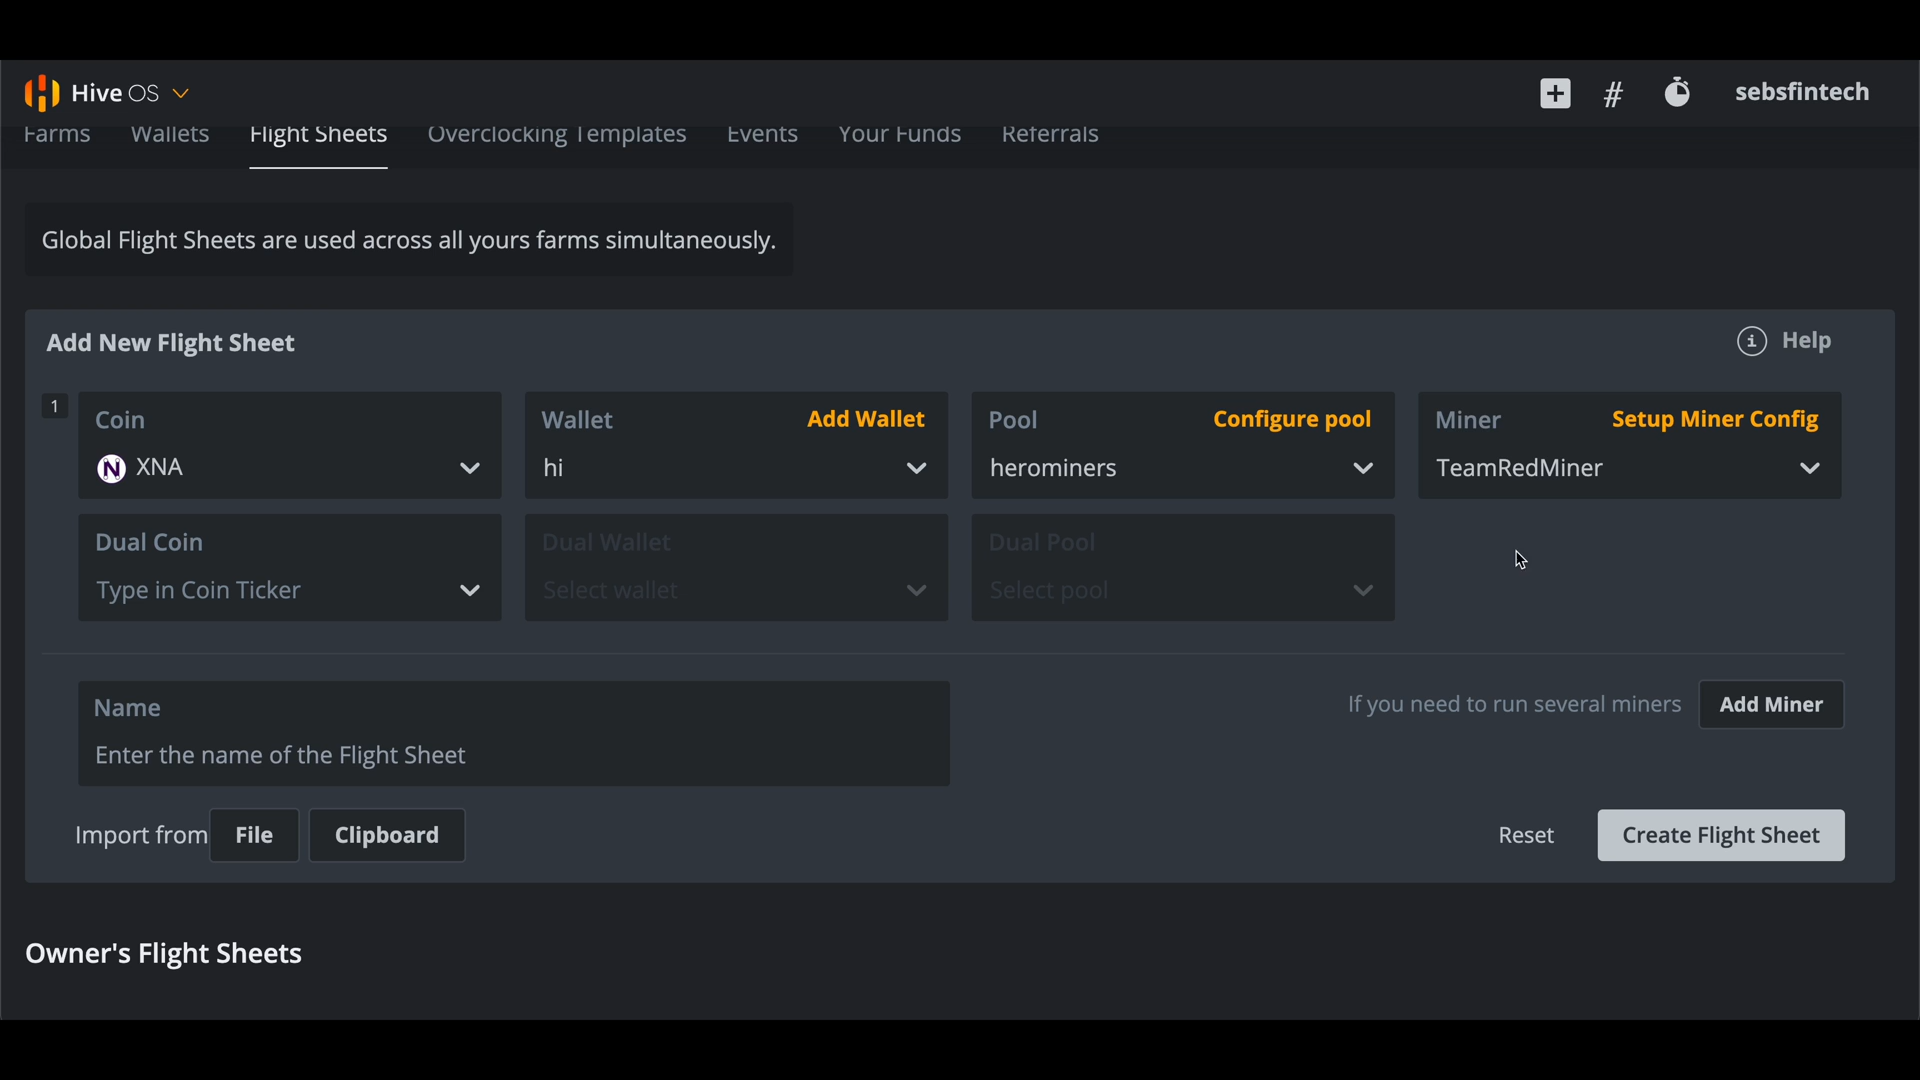 Hive OS
#
sebsfintech
Farms Wallets Flight Sheets Overclocking Templates Events Your Funds Referrals
Global Flight Sheets are used across all yours farms simultaneously.
Add New Flight Sheet
i Help
1
Coin
N XNA
Wallet Add Wallet
hi
Pool Configure pool
herominers
Miner Setup Miner Config
TeamRedMiner
Dual Coin
Type in Coin Ticker
Dual Wallet
Select wallet
Dual Pool
Select pool
Name
Enter the name of the Flight Sheet
If you need to run several miners Add Miner
Import from File Clipboard
Reset Create Flight Sheet
Owner's Flight Sheets